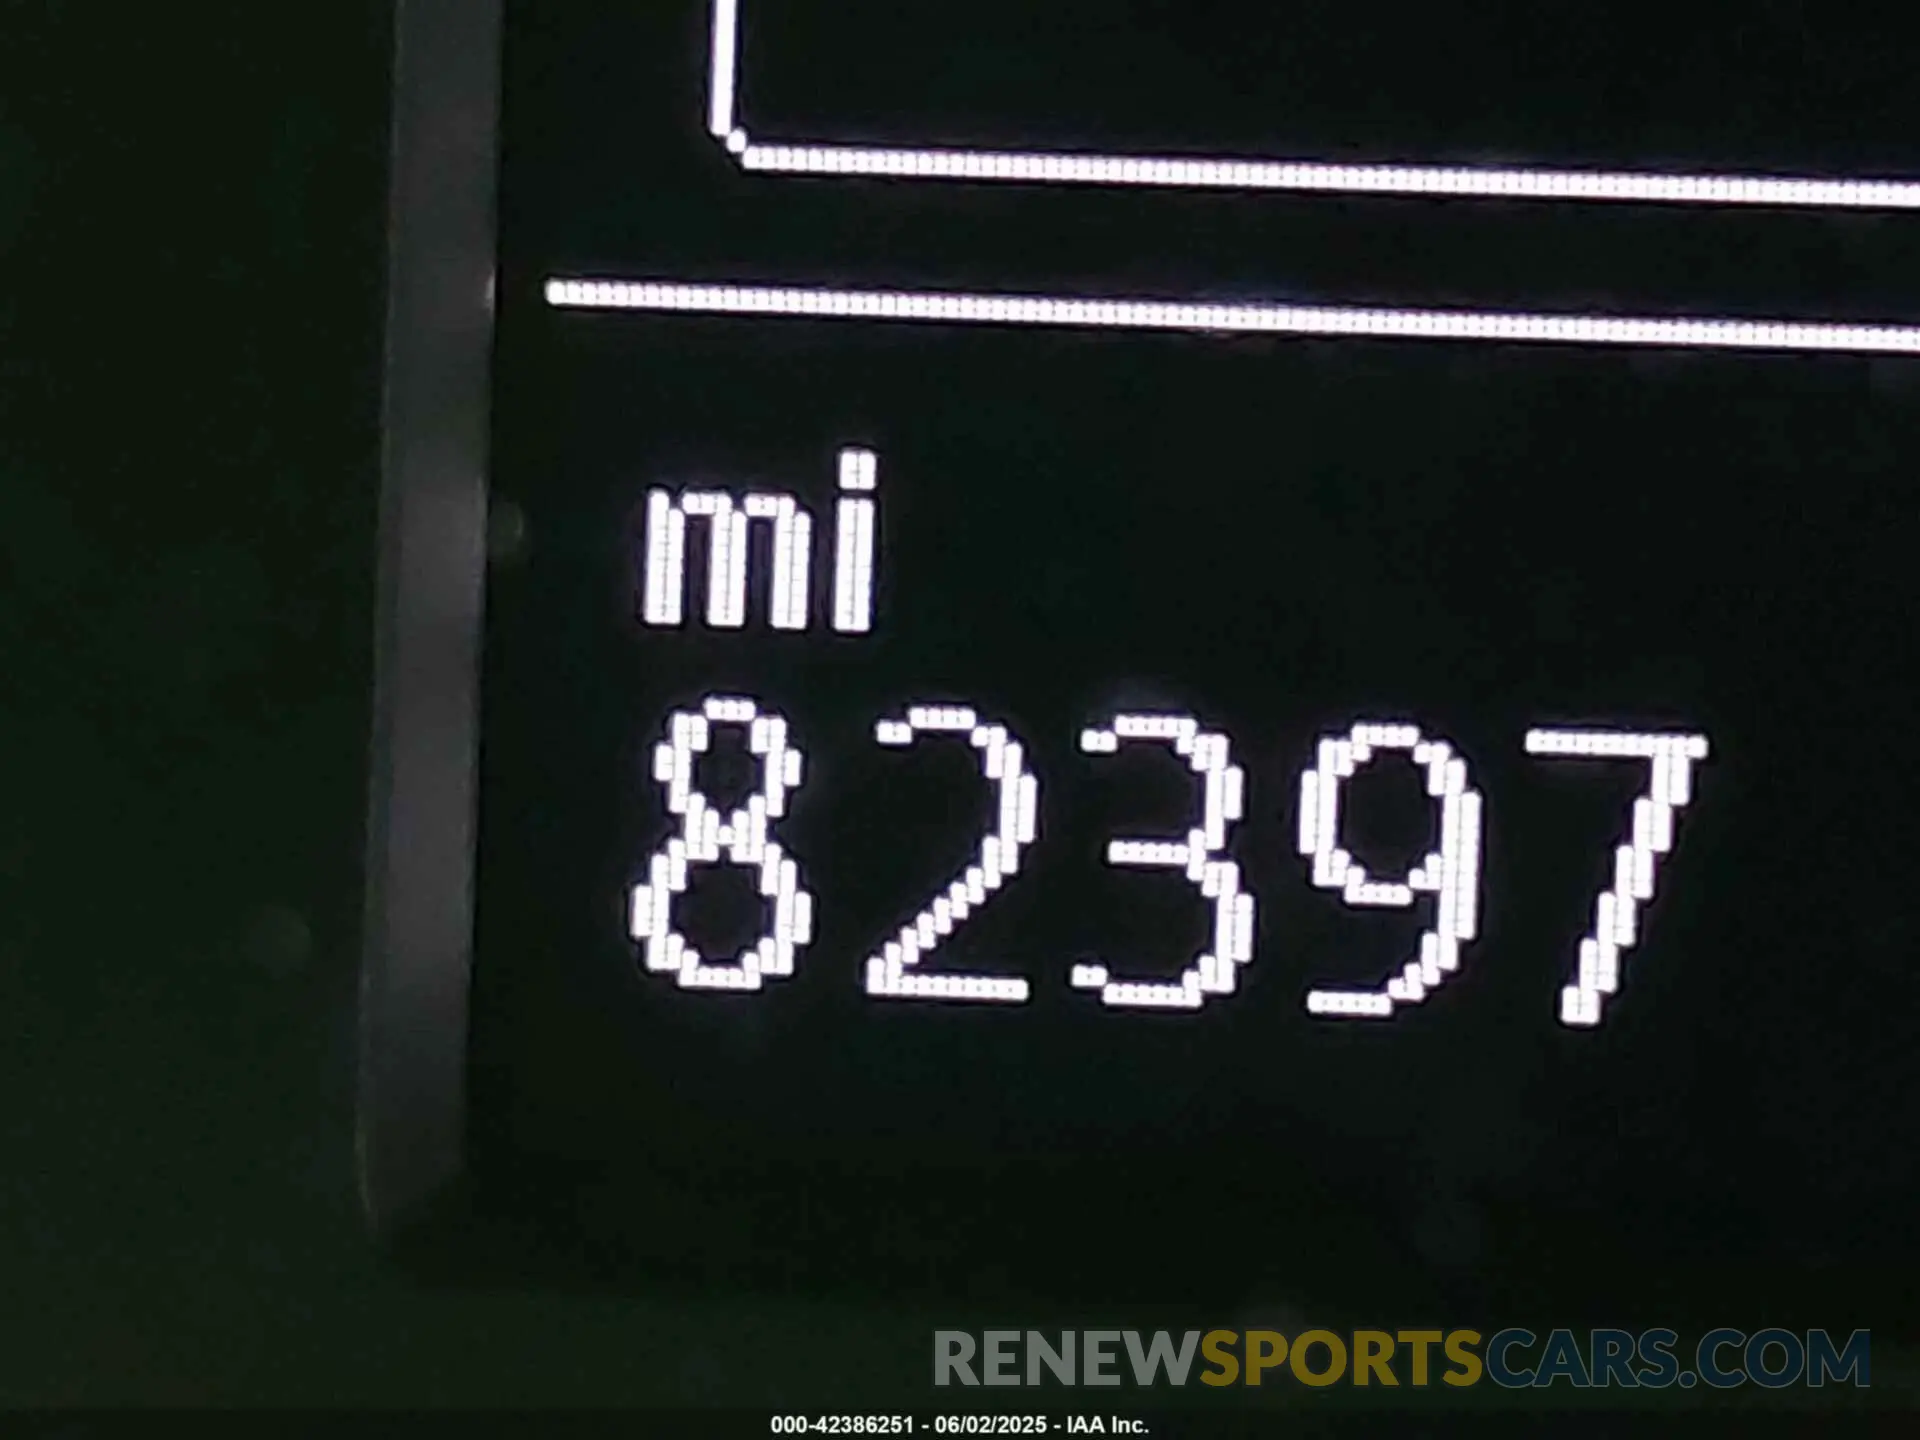 mi
82397
RENEWSPORTSCARS.COM
000-42386251 - 06/02/2025 - IAA Inc.